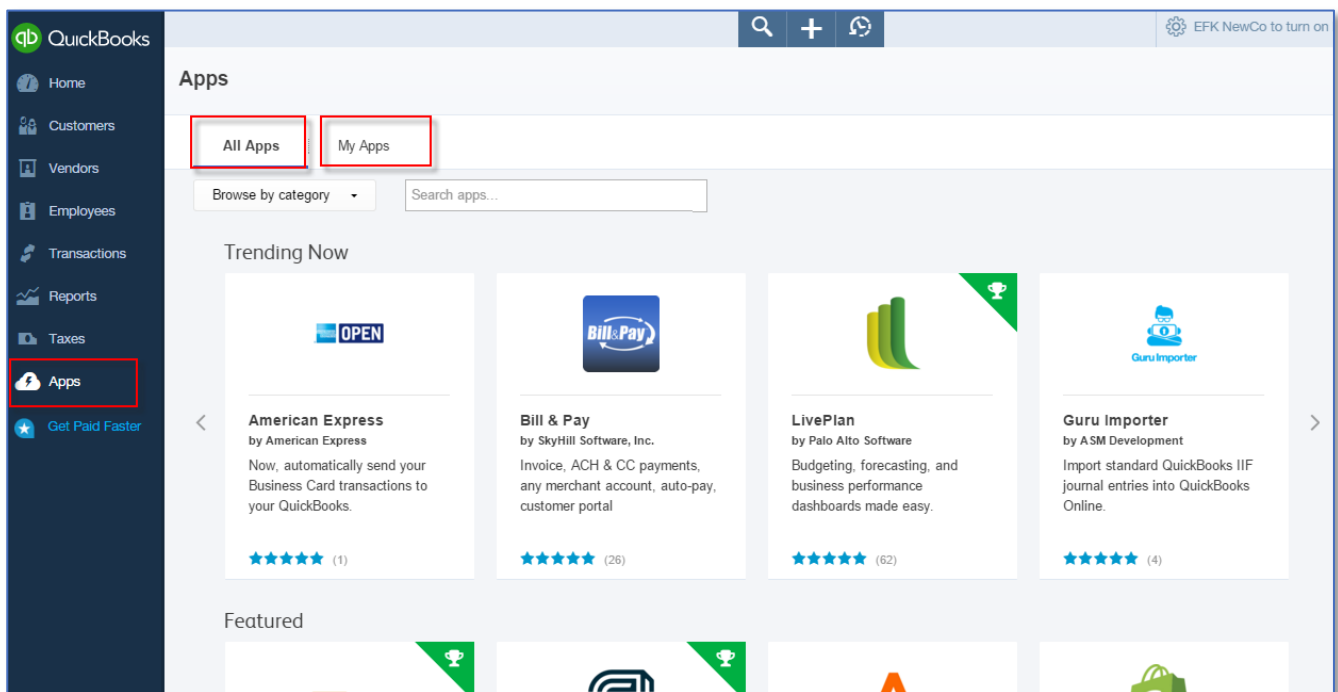 qb QuickBooks
EFK NewCo to turn on
Home
Customers
Vendors
Employees
Transactions
Reports
Taxes
Apps
Get Paid Faster
Apps
All Apps
My Apps
Browse by category
Search apps...
Trending Now
OPEN
American Express
by American Express
Now, automatically send your
Business Card transactions to
your QuickBooks.
(1)
Bill&Pay
Bill & Pay
by SkyHill Software, Inc.
Invoice, ACH & CC payments,
any merchant account, auto-pay,
customer portal
(26)
LivePlan
by Palo Alto Software
Budgeting, forecasting, and
business performance
dashboards made easy.
(62)
Guru Importer
Guru Importer
by ASM Development
Import standard QuickBooks IIF
journal entries into QuickBooks
Online.
(4)
Featured